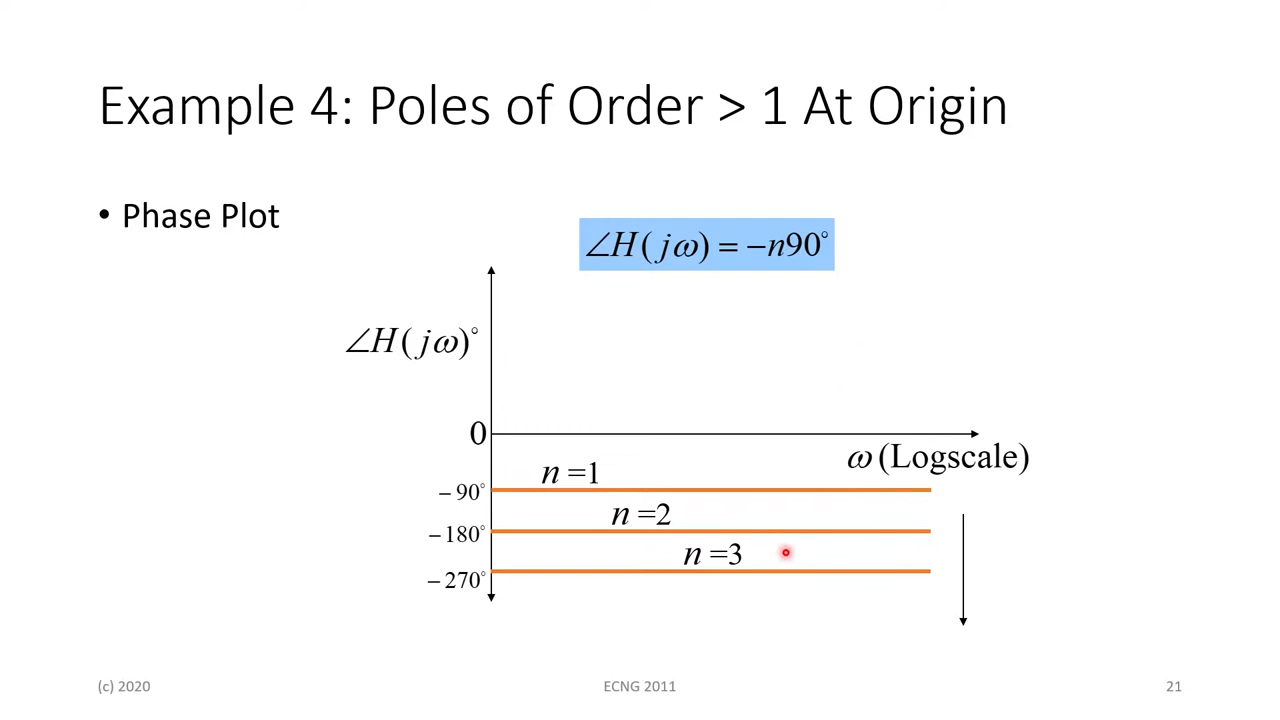 Example 4: Poles of Order > 1 At Origin
• Phase Plot
∠H(jω) = −n90°
∠H(jω)°
0
ω (Logscale)
n =1
−90°
n =2
−180°
n =3
−270°
(c) 2020
ECNG 2011
21